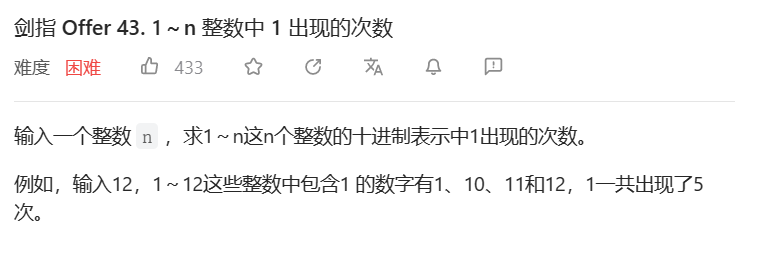 剑指 Offer 43. 1~n 整数中 1 出现的次数
难度 困难 433
输入一个整数 n ,求1~n这n个整数的十进制表示中1出现的次数。
例如,输入12,1~12这些整数中包含1 的数字有1、10、11和12,1一共出现了5
次。